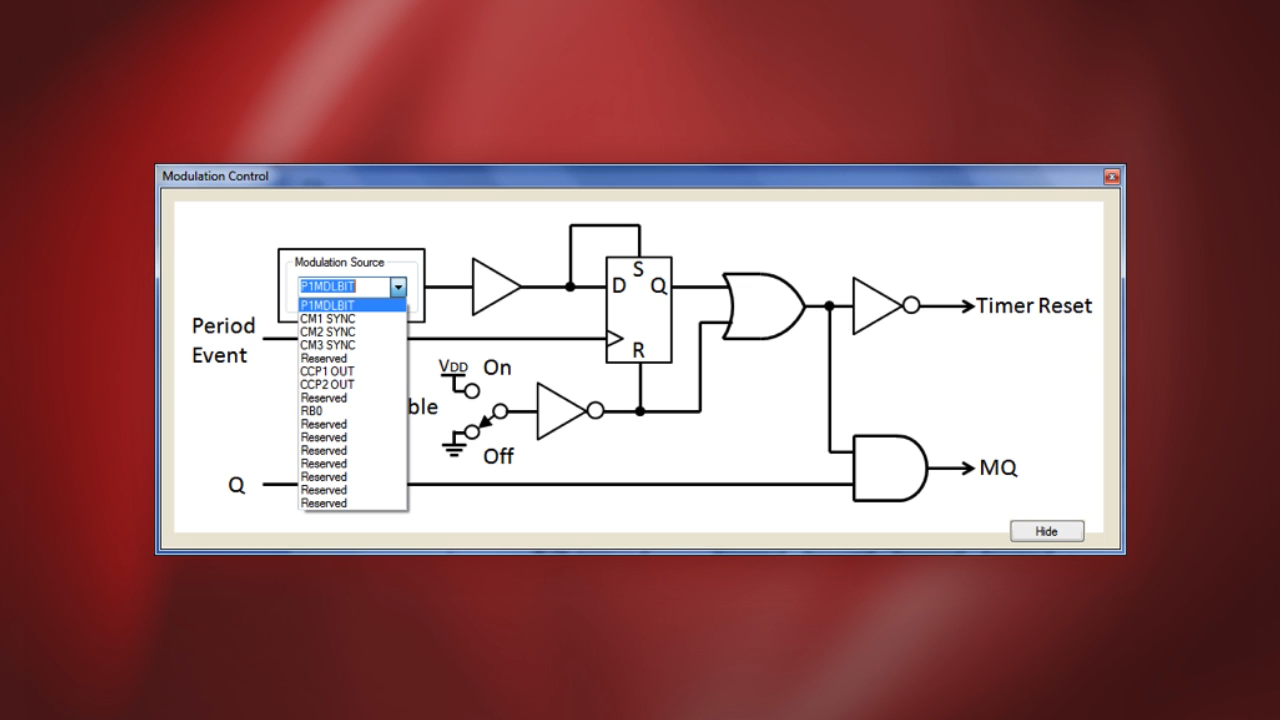 Modulation Control
x
Modulation Source
P1MDLBIT
P1MDLBIT
CM1 SYNC
CM2 SYNC
CM3 SYNC
Reserved
CCP1 OUT
CCP2 OUT
Reserved
RB0
Reserved
Reserved
Reserved
Reserved
Reserved
Reserved
Reserved
Period
Event
D
S
Q
R
VDD
On
ble
Off
Q
Timer Reset
MQ
Hide